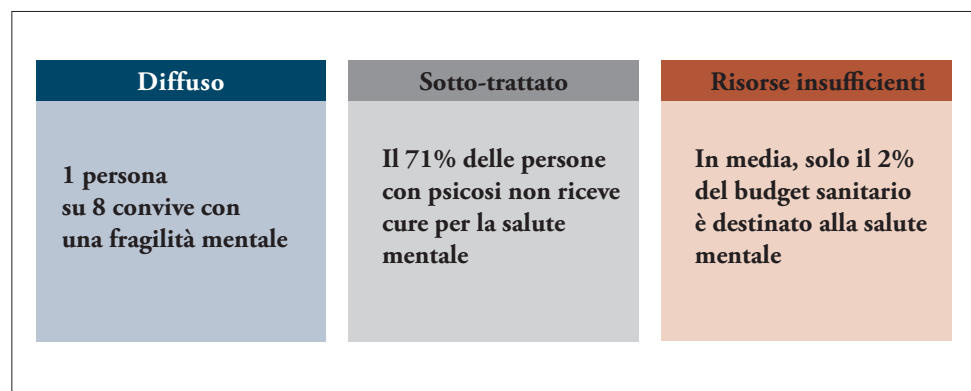 Diffuso
1 persona
su 8 convive con
una fragilità mentale
Sotto-trattato
Il 71% delle persone
con psicosi non riceve
cure per la salute
mentale
Risorse insufficienti
In media, solo il 2%
del budget sanitario
è destinato alla salute
mentale